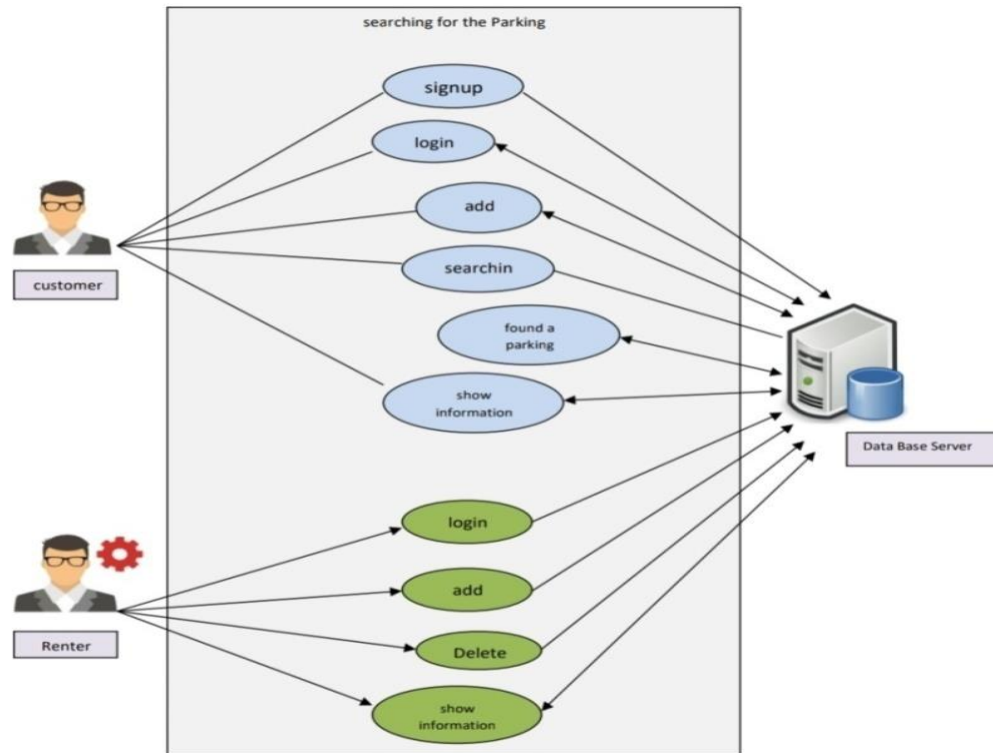 searching for the Parking
signup
login
add
searchin
found a
parking
show
information
customer
Data Base Server
login
add
Delete
show
information
Renter